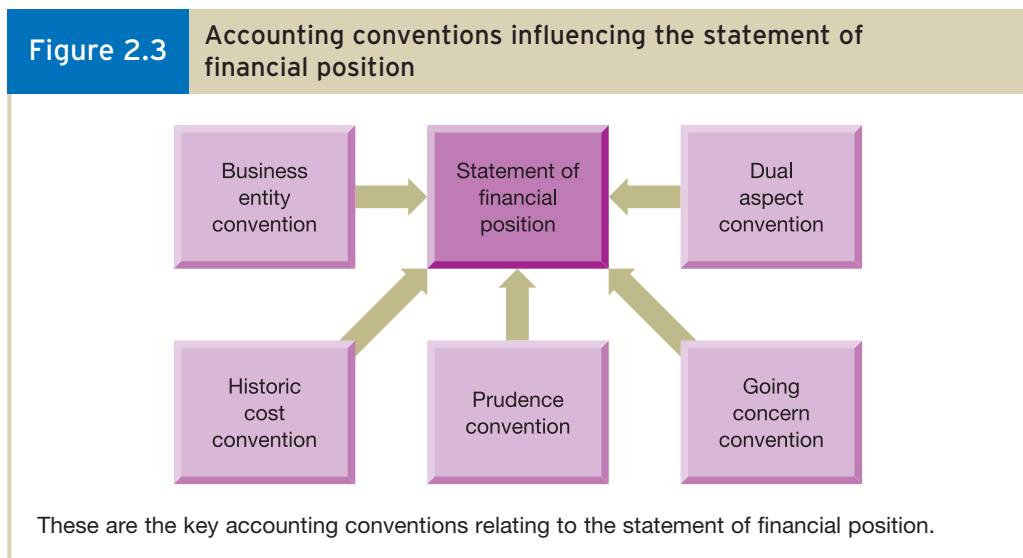 Figure 2.3
Accounting conventions influencing the statement of
financial position
Business
entity
convention
Statement of
financial
position
Dual
aspect
convention
Historic
cost
convention
Prudence
convention
Going
concern
convention
These are the key accounting conventions relating to the statement of financial position.